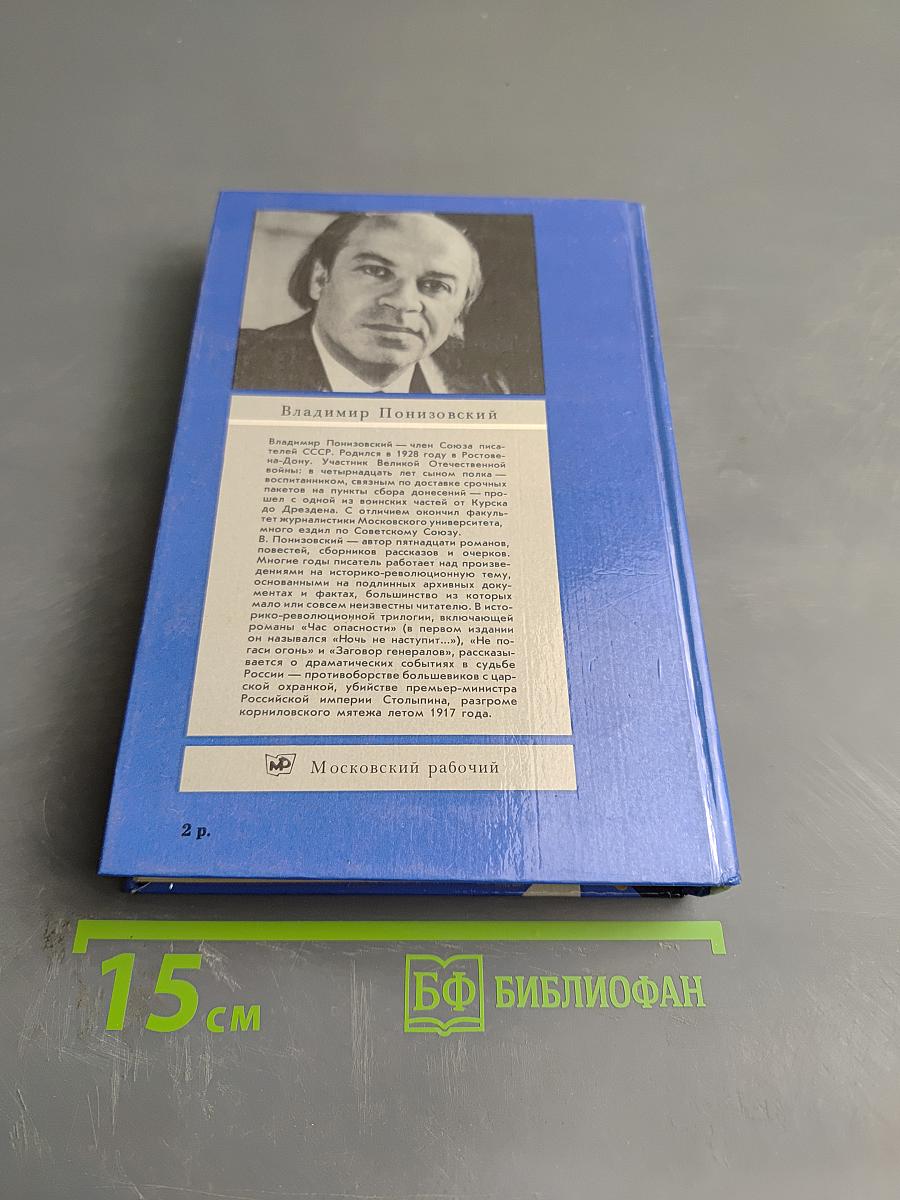 Владимир Понизовский
Владимир Понизовский — член Союза писа-
телей СССР. Родился в 1928 году в Ростове-
на-Дону. Участник Великой Отечественной
войны: в четырнадцать лет сыном полка —
воспитанником, связным по доставке срочных
пакетов на пункты сбора донесений — про-
шел с одной из воинских частей от Курска
до Дрездена. С отличием окончил факуль-
тет журналистики Московского университета,
много ездил по Советскому Союзу.
В. Понизовский — автор пятнадцати романов,
повестей, сборников рассказов и очерков.
Многие годы писатель работает над произве-
дениями на историко-революционную тему,
основанными на подлинных архивных доку-
ментах и фактах, большинство из которых
мало или совсем неизвестны читателю. В исто-
рико-революционной трилогии, включающей
романы «Час опасности» (в первом издании
он назывался «Ночь не наступит...»), «Не по-
гаси огонь» и «Заговор генералов», рассказы-
вается о драматических событиях в судьбе
России — противоборстве большевиков с цар-
ской охранкой, убийстве премьер-министра
Российской империи Столыпина, разгроме
корниловского мятежа летом 1917 года.
МР Московский рабочий
2 р.
15 см
БФ БИБЛИОФАН